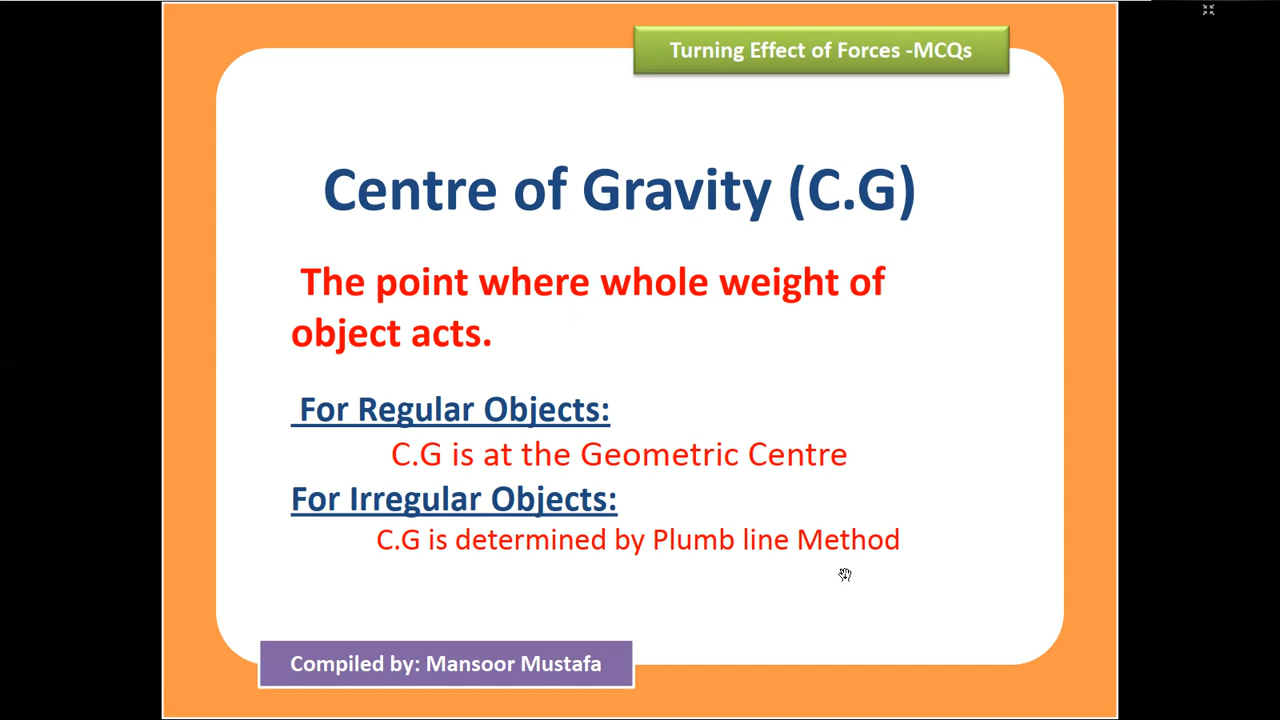 Turning Effect of Forces -MCQs
Centre of Gravity (C.G)
The point where whole weight of
object acts.
For Regular Objects:
C.G is at the Geometric Centre
For Irregular Objects:
C.G is determined by Plumb line Method
Compiled by: Mansoor Mustafa